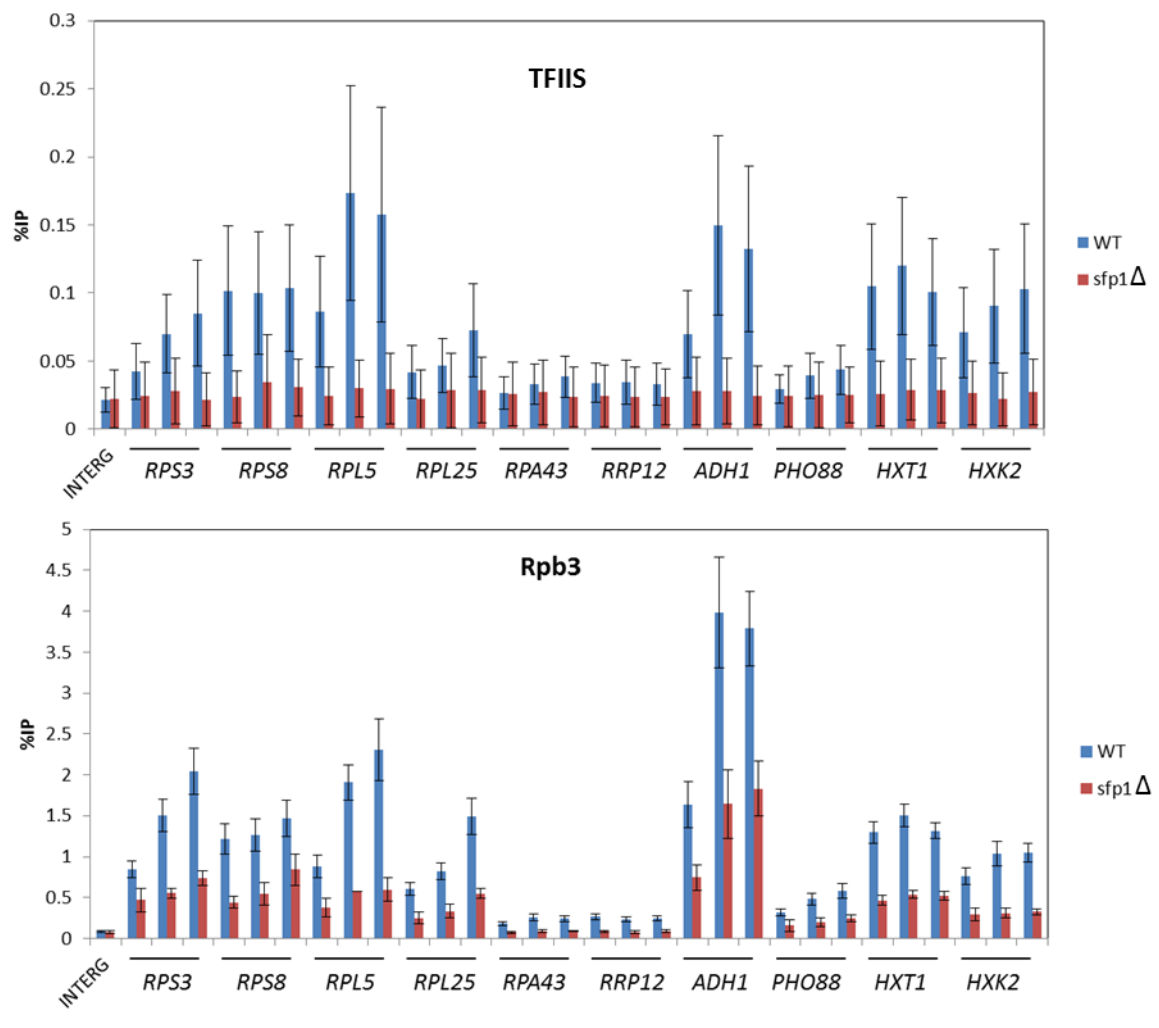 0.3
TFIIS
0.25
0.2
%IP
0.15
WT
sfp1Δ
0.1
0.05
0
INTERG RPS3 RPS8 RPL5 RPL25 RPA43 RRP12 ADH1 PHO88 HXT1 HXK2
5
Rpb3
4.5
4
3.5
3
%IP
2.5
WT
2
sfp1Δ
1.5
1
0.5
0
INTERG RPS3 RPS8 RPL5 RPL25 RPA43 RRP12 ADH1 PHO88 HXT1 HXK2